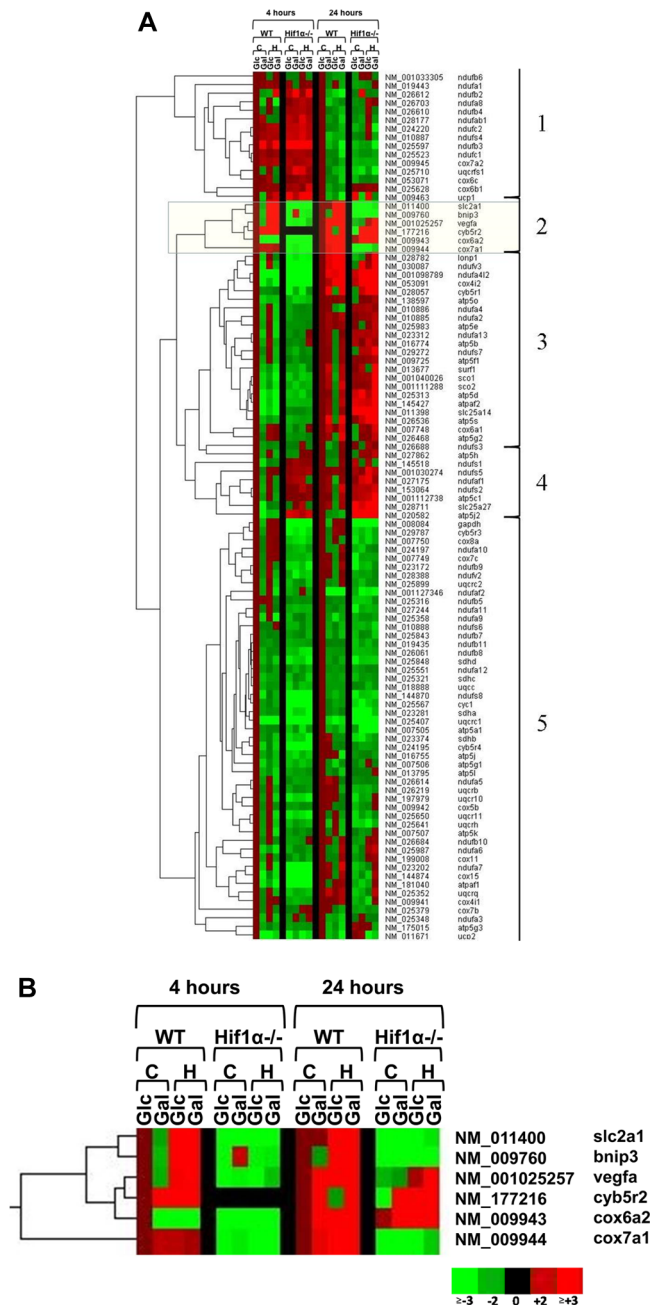 A
4 hours 24 hours
WT Hif1α-/- WT Hif1α-/-
C H C H C H C H
Glc Gal Glc Gal Glc Gal Glc Gal Glc Gal Glc Gal Glc Gal Glc Gal
NM_001033305 ndufb6
NM_019443 ndufa1
NM_026612 ndufb2
NM_026703 ndufa8
NM_026610 ndufb4
NM_028177 ndufab1
NM_024220 ndufc2
NM_010887 ndufs4
NM_025597 ndufb3
NM_025523 ndufc1
NM_009945 cox7a2
NM_025710 uqcrfs1
NM_053071 cox6c
NM_025628 cox6b1
NM_009463 ucp1
1
NM_011400 slc2a1
NM_009760 bnip3
NM_001025257 vegfa
NM_177216 cyb5r2
NM_009943 cox6a2
NM_009944 cox7a1
2
NM_028782 lonp1
NM_030087 ndufv3
NM_001098789 ndufa4l2
NM_053091 cox4i2
NM_028057 cyb5r1
NM_138597 atp5o
NM_010886 ndufa4
NM_010885 ndufa2
NM_025983 atp5e
NM_023312 ndufa13
NM_016774 atp5b
NM_029272 ndufs7
NM_009725 atp5f1
NM_013677 surf1
NM_001040026 sco1
NM_001111288 sco2
NM_025313 atp5d
NM_145427 atpaf2
NM_011398 slc25a14
NM_026536 atp5s
NM_007748 cox6a1
NM_026468 atp5g2
3
NM_026688 ndufs3
NM_027862 atp5h
NM_145518 ndufs1
NM_001030274 ndufs5
NM_027175 ndufaf1
NM_153064 ndufs2
NM_001112738 atp5c1
NM_028711 slc25a27
NM_020582 atp5j2
4
NM_008084 gapdh
NM_029787 cyb5r3
NM_007750 cox8a
NM_024197 ndufa10
NM_007749 cox7c
NM_023172 ndufb9
NM_028388 ndufv2
NM_025899 uqcrc2
NM_001127346 ndufaf2
NM_025316 ndufb5
NM_027244 ndufa11
NM_025358 ndufa9
NM_010888 ndufs6
NM_025843 ndufb7
NM_019435 ndufb11
NM_026061 ndufb8
NM_025848 sdhd
NM_025551 ndufa12
NM_025321 sdhc
NM_018888 uqcc
NM_144870 ndufs8
NM_025567 cyc1
NM_023281 sdha
NM_025407 uqcrc1
NM_007505 atp5a1
NM_023374 sdhb
NM_024195 cyb5r4
NM_016755 atp5j
NM_007506 atp5g1
NM_013795 atp5l
NM_026614 ndufa5
NM_026219 uqcrb
NM_197979 uqcr10
NM_009942 cox5b
NM_025650 uqcr11
NM_025641 uqcrh
NM_007507 atp5k
NM_026684 ndufb10
NM_025987 ndufa6
NM_199008 cox11
NM_023202 ndufa7
NM_144874 cox15
NM_181040 atpaf1
NM_025352 uqcrq
NM_009941 cox4i1
NM_025379 cox7b
NM_025348 ndufa3
NM_175015 atp5g3
NM_011671 ucp2
5
B
4 hours 24 hours
WT Hif1α-/- WT Hif1α-/-
C H C H C H C H
Glc Gal Glc Gal Glc Gal Glc Gal Glc Gal Glc Gal Glc Gal Glc Gal
NM_011400 slc2a1
NM_009760 bnip3
NM_001025257 vegfa
NM_177216 cyb5r2
NM_009943 cox6a2
NM_009944 cox7a1
≥-3 -2 0 +2 ≥+3